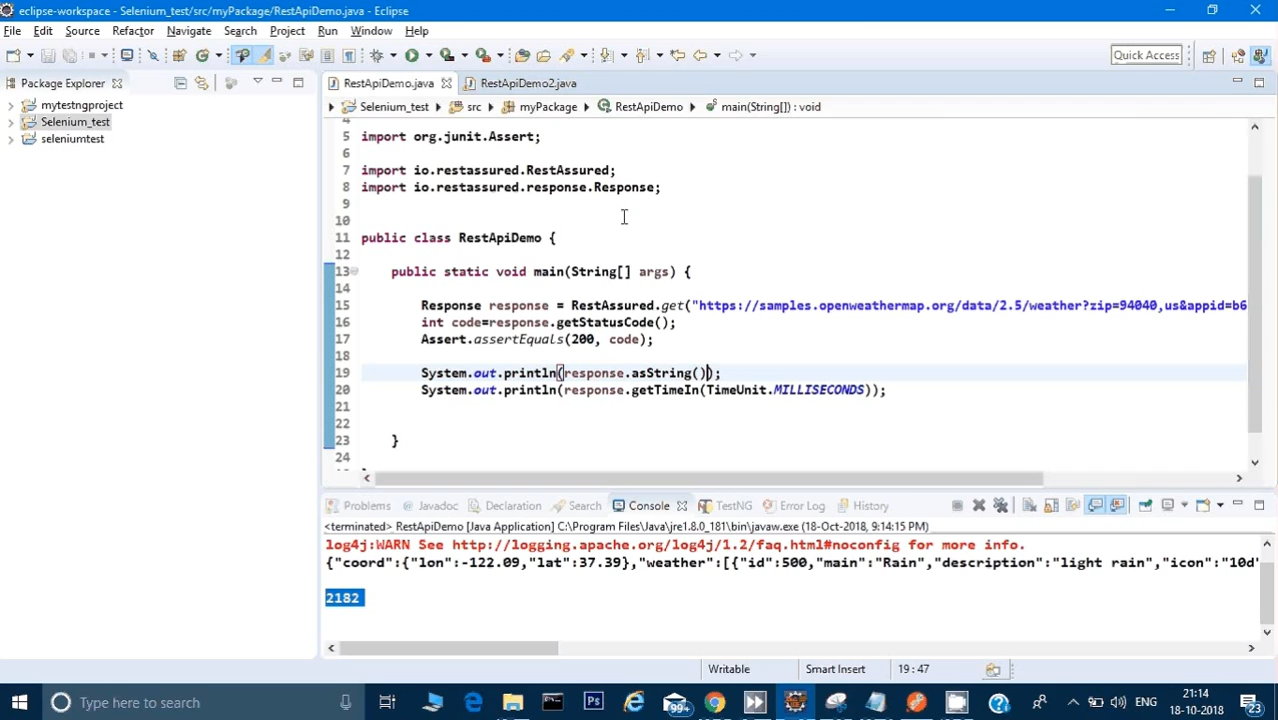 eclipse-workspace - Selenium_test/src/myPackage/RestApiDemo.java - Eclipse
File Edit Source Refactor Navigate Search Project Run Window Help
Quick Access
Package Explorer
mytestngproject
Selenium_test
seleniumtest
RestApiDemo.java RestApiDemo2.java
Selenium_test src myPackage RestApiDemo main(String[]) : void
4
5 import org.junit.Assert;
6
7 import io.restassured.RestAssured;
8 import io.restassured.response.Response;
9
10
11 public class RestApiDemo {
12
13 public static void main(String[] args) {
14
15 Response response = RestAssured.get("https://samples.openweathermap.org/data/2.5/weather?zip=94040,us&appid=b6
16 int code=response.getStatusCode();
17 Assert.assertEquals(200, code);
18
19 System.out.println(response.asString());
20 System.out.println(response.getTimeIn(TimeUnit.MILLISECONDS));
21
22
23 }
24
Problems Javadoc Declaration Search Console TestNG Error Log History
<terminated> RestApiDemo [Java Application] C:\Program Files\Java\jre1.8.0_181\bin\javaw.exe (18-Oct-2018, 9:14:15 PM)
log4j:WARN See http://logging.apache.org/log4j/1.2/faq.html#noconfig for more info.
{"coord":{"lon":-122.09,"lat":37.39},"weather":[{"id":500,"main":"Rain","description":"light rain","icon":"10d"
2182
Writable Smart Insert 19 : 47
Type here to search
Ps
99+
ENG
21:14
18-10-2018
23